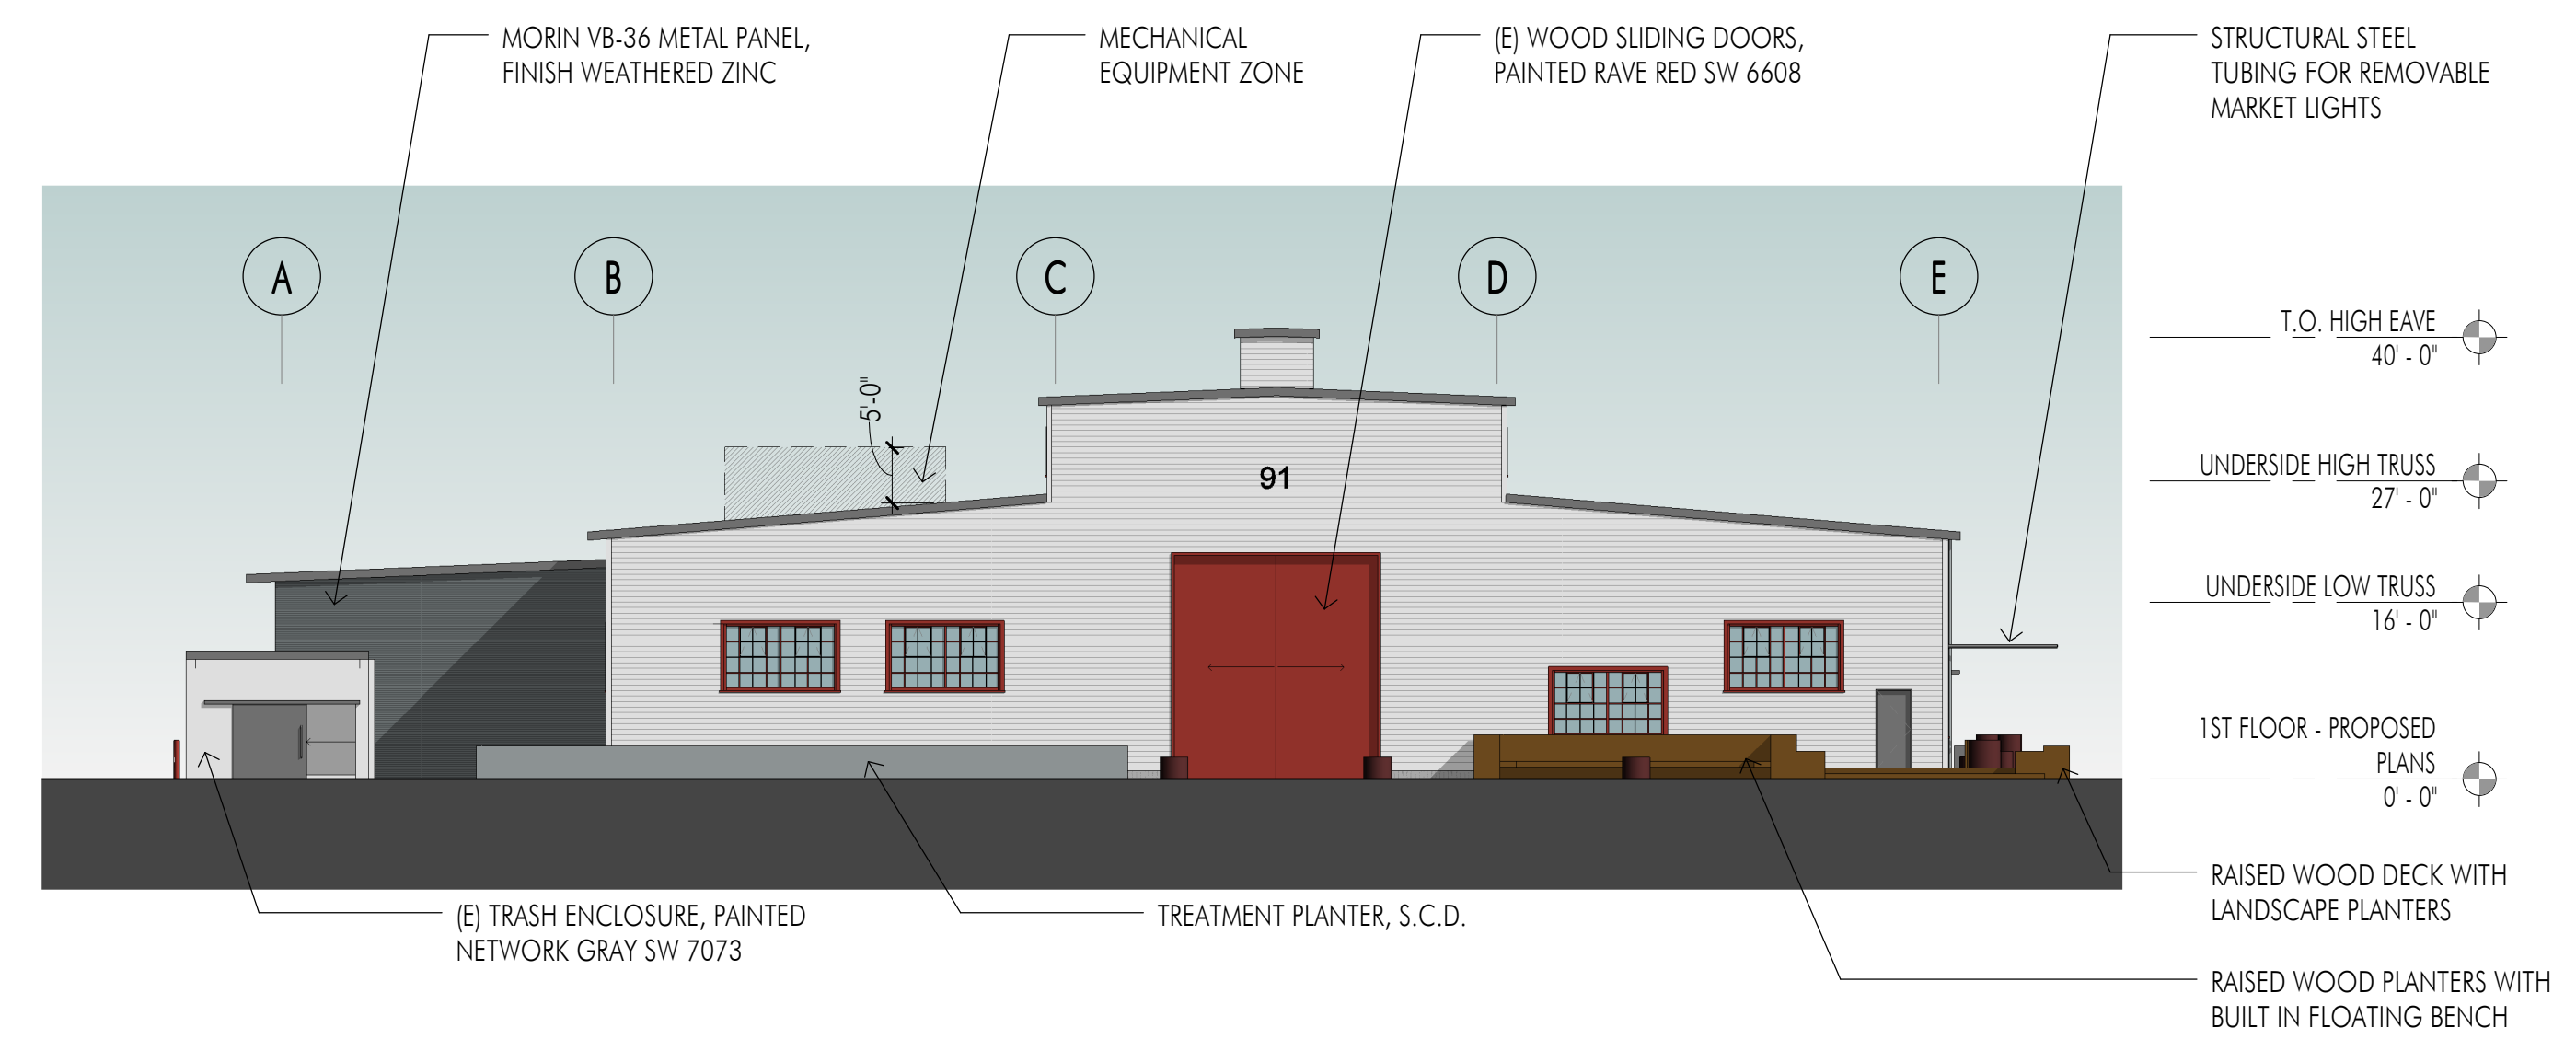 MORIN VB-36 METAL PANEL,
FINISH WEATHERED ZINC
MECHANICAL
EQUIPMENT ZONE
(E) WOOD SLIDING DOORS,
PAINTED RAVE RED SW 6608
STRUCTURAL STEEL
TUBING FOR REMOVABLE
MARKET LIGHTS
A
B
C
D
E
T.O. HIGH EAVE
40' - 0"
5'-0"
91
UNDERSIDE HIGH TRUSS
27' - 0"
UNDERSIDE LOW TRUSS
16' - 0"
1ST FLOOR - PROPOSED
PLANS
0' - 0"
(E) TRASH ENCLOSURE, PAINTED
NETWORK GRAY SW 7073
TREATMENT PLANTER, S.C.D.
RAISED WOOD DECK WITH
LANDSCAPE PLANTERS
RAISED WOOD PLANTERS WITH
BUILT IN FLOATING BENCH